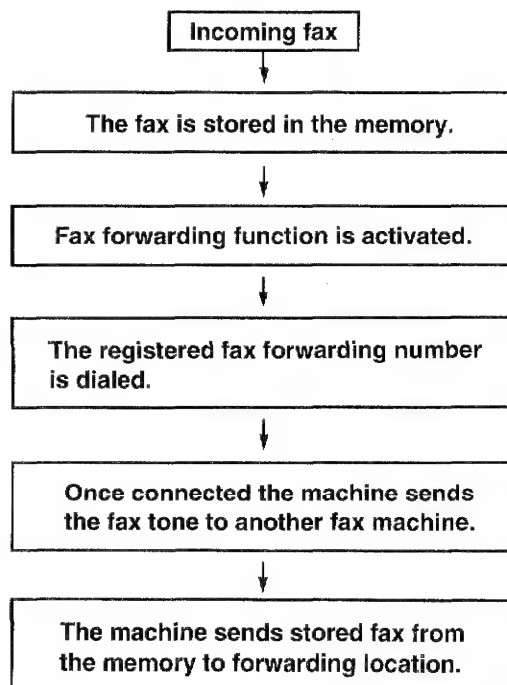 Incoming fax
The fax is stored in the memory.
Fax forwarding function is activated.
The registered fax forwarding number
is dialed.
Once connected the machine sends
the fax tone to another fax machine.
The machine sends stored fax from
the memory to forwarding location.